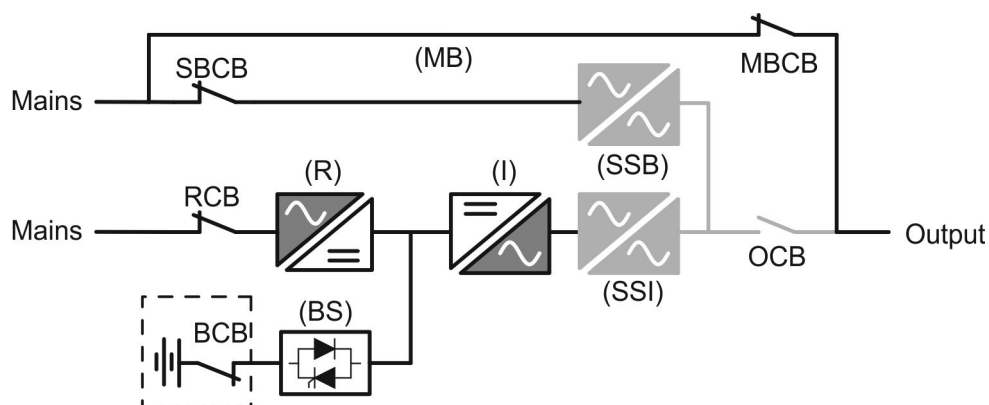 (MB)
MBCB
SBCB
Mains
(SSB)
(R)
(I)
RCB
Mains
Output
OCB
(SSI)
(BS)
BCB